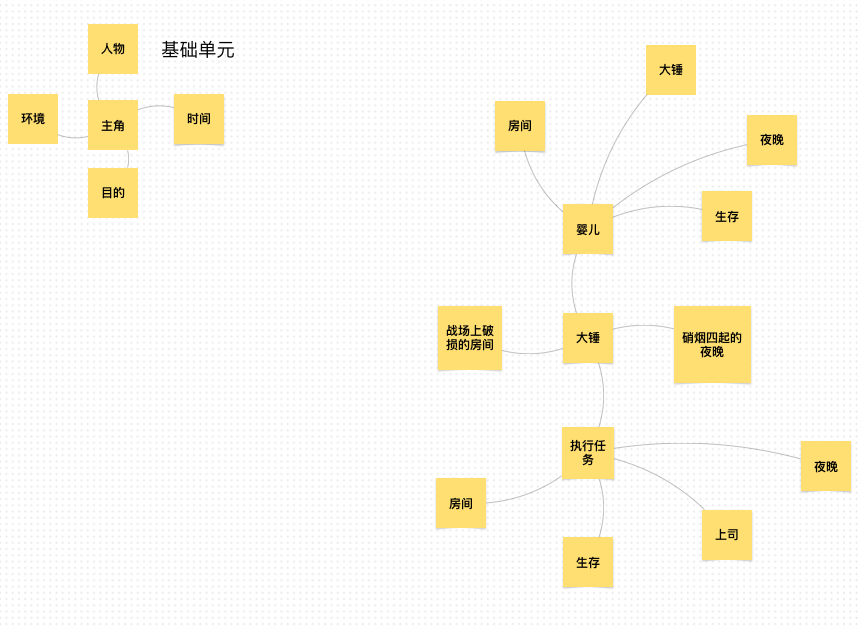 人物
基础单元
环境
主角
时间
目的
大锤
房间
夜晚
生存
婴儿
战场上破
损的房间
大锤
硝烟四起的
夜晚
执行任
务
夜晚
房间
上司
生存